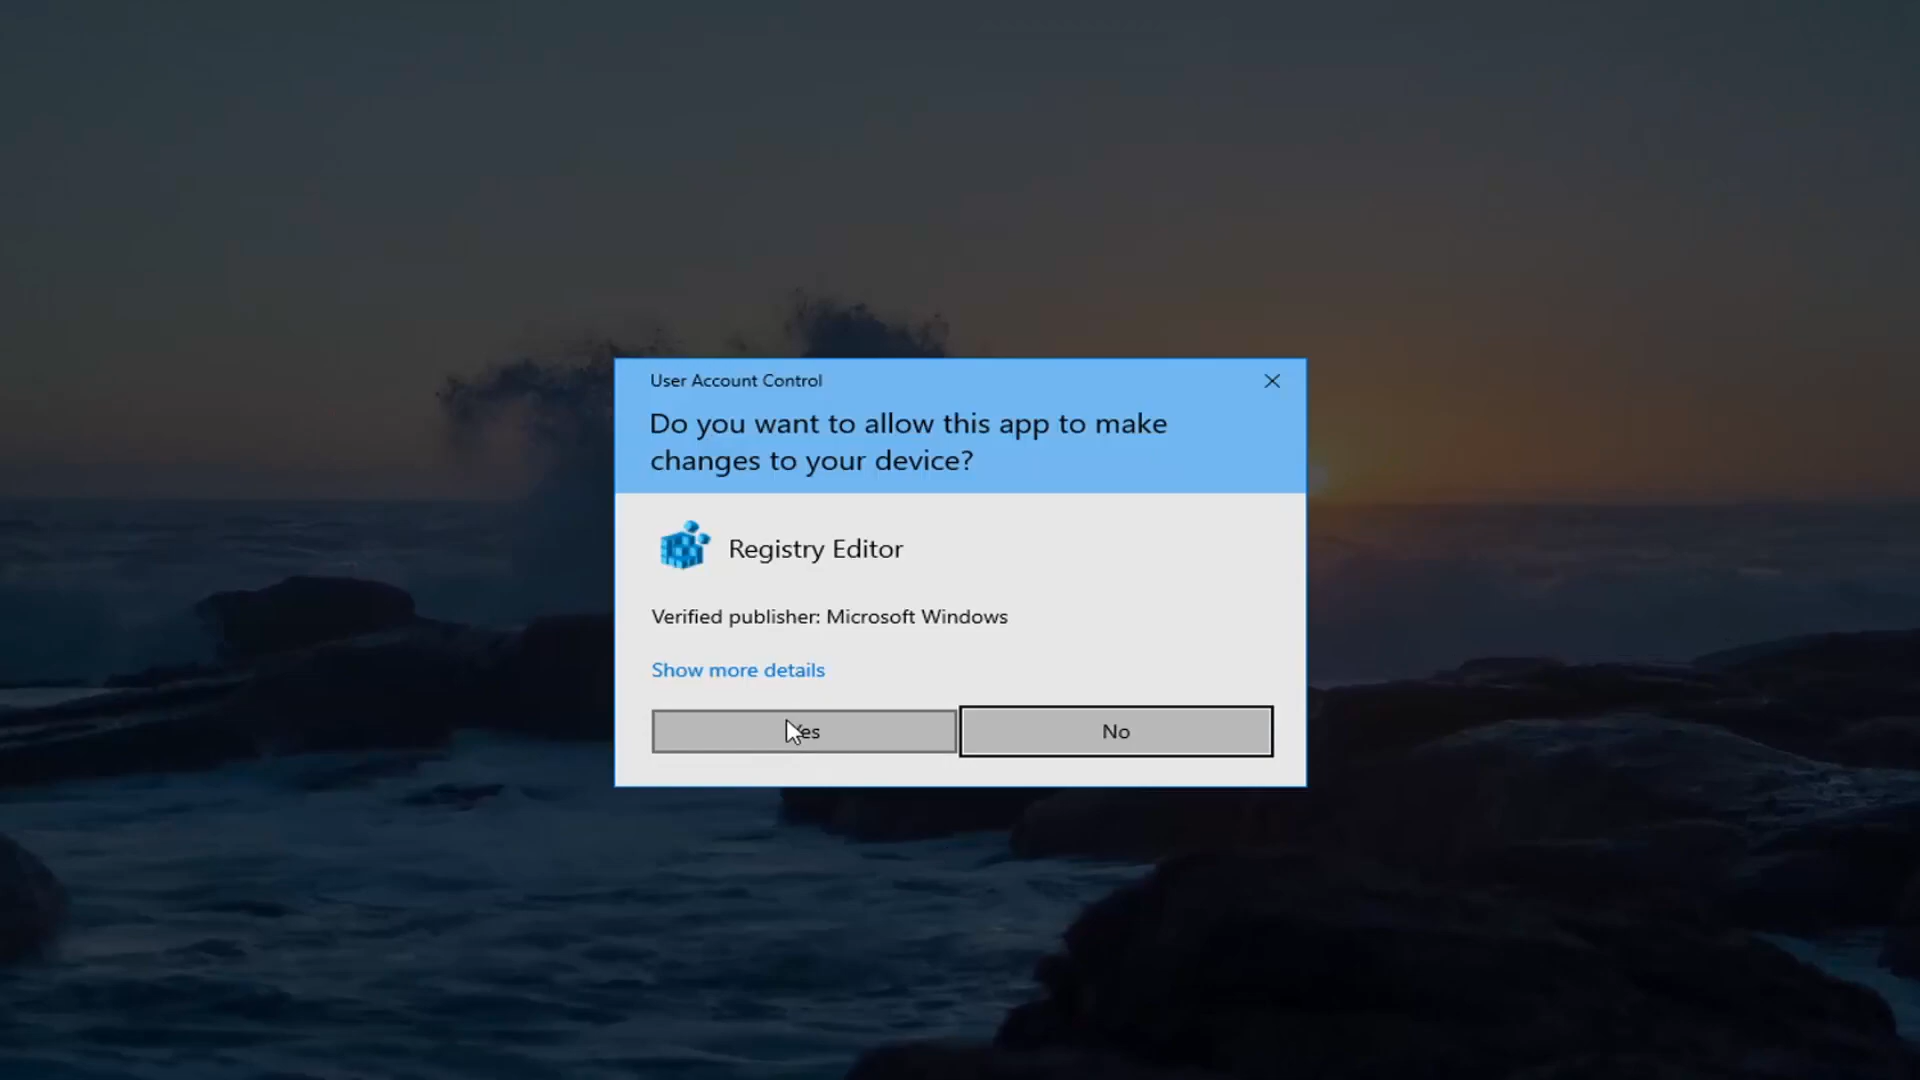 User Account Control
Do you want to allow this app to make
changes to your device?
Registry Editor
Verified publisher: Microsoft Windows
Show more details
Yes
No